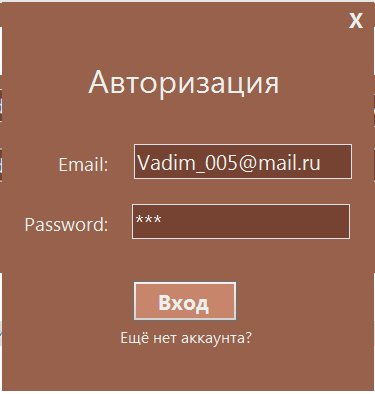 X
Авторизация
Email: Vadim_005@mail.ru
Password: ***
Вход
Ещё нет аккаунта?